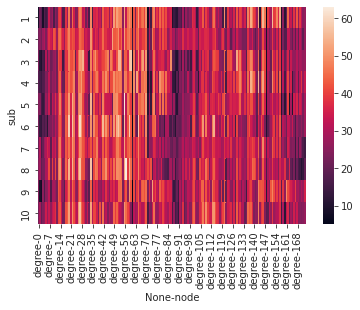 60
50
40
30
20
10
sub
1
2
3
4
5
6
7
8
9
10
degree-0
degree-7
degree-14
degree-21
degree-28
degree-35
degree-42
degree-49
degree-56
degree-63
degree-70
degree-77
degree-84
degree-91
degree-98
degree-105
degree-112
degree-119
degree-126
degree-133
degree-140
degree-147
degree-154
degree-161
degree-168
None-node